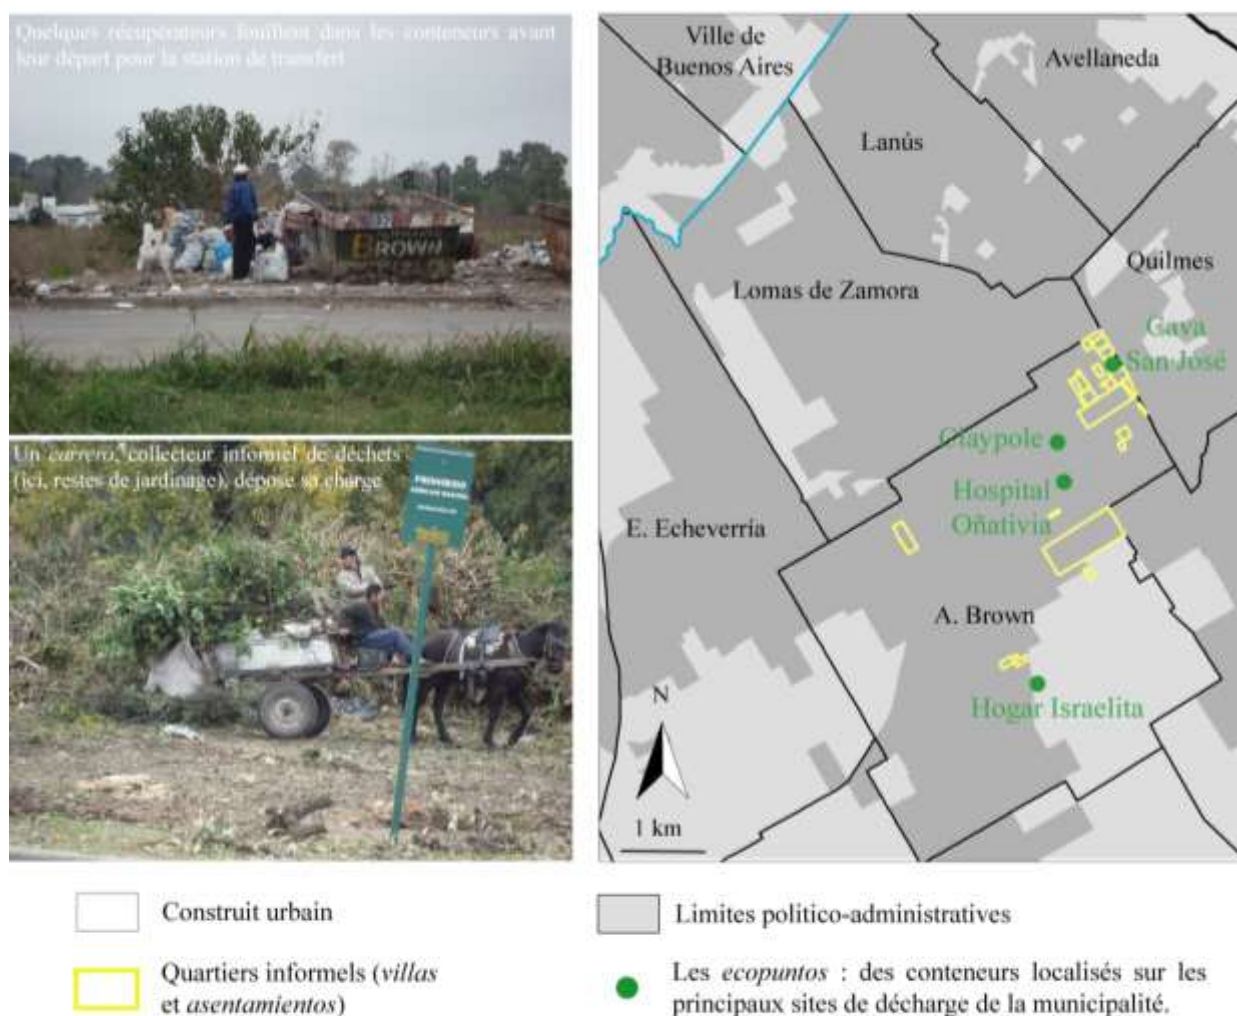 Quelques récupérateurs fouillent dans les conteneurs avant
leur départ pour la station de transfert
BROWN
Un carrero, collecteur informel de déchets
(ici, restes de jardinage), dépose sa charge
PROHIBIDO
Ville de
Buenos Aires
Avellaneda
Lanús
Quilmes
Lomas de Zamora
Cava
San José
Claypole
Hospital
Oñativia
E. Echeverría
A. Brown
Hogar Israelita
N
1 km
Construit urbain
Limites politico-administratives
Quartiers informels (villas
et asentamientos)
Les ecopuntos : des conteneurs localisés sur les
principaux sites de décharge de la municipalité.